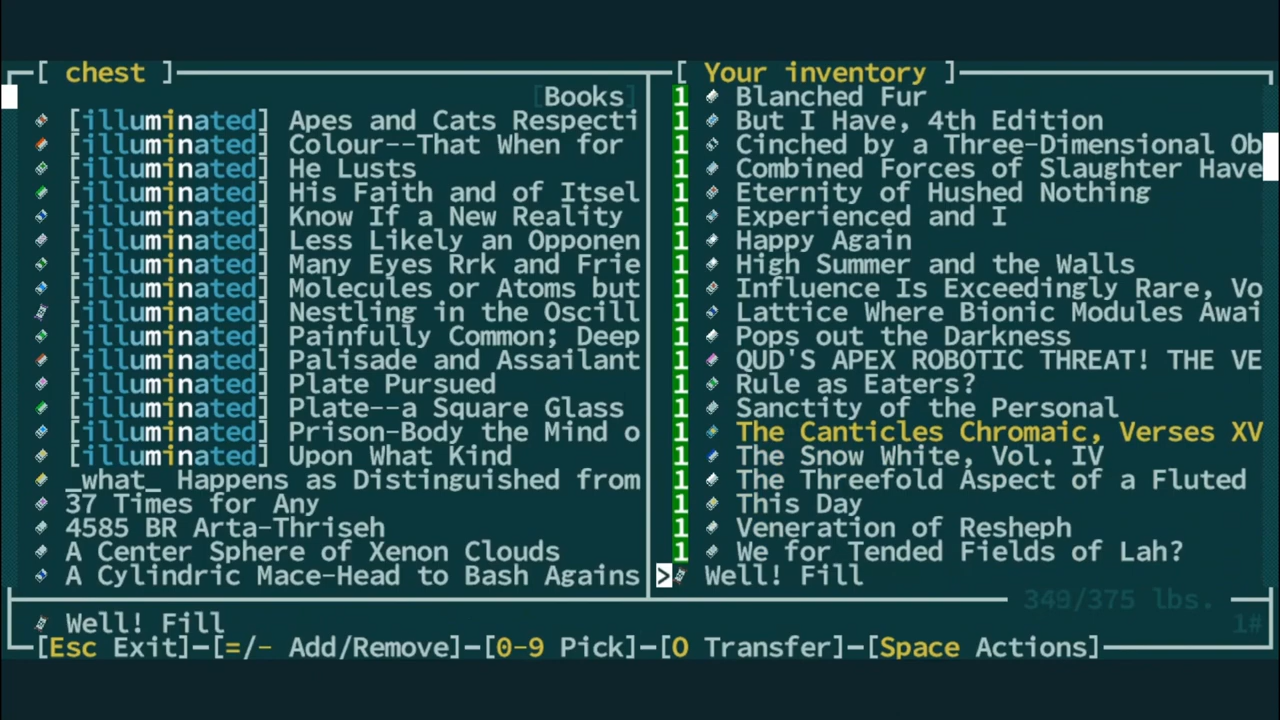 [ chest ]
[Books]
[illuminated] Apes and Cats Respecti
[illuminated] Colour--That When for
[illuminated] He Lusts
[illuminated] His Faith and of Itsel
[illuminated] Know If a New Reality
[illuminated] Less Likely an Opponen
[illuminated] Many Eyes Rrk and Frie
[illuminated] Molecules or Atoms but
[illuminated] Nestling in the Oscill
[illuminated] Painfully Common; Deep
[illuminated] Palisade and Assailant
[illuminated] Plate Pursued
[illuminated] Plate--a Square Glass
[illuminated] Prison-Body the Mind o
[illuminated] Upon What Kind
_what_ Happens as Distinguished from
37 Times for Any
4585 BR Arta-Thriseh
A Center Sphere of Xenon Clouds
A Cylindric Mace-Head to Bash Agains
[ Your inventory ]
1 Blanched Fur
1 But I Have, 4th Edition
1 Cinched by a Three-Dimensional Ob
1 Combined Forces of Slaughter Have
1 Eternity of Hushed Nothing
1 Experienced and I
1 Happy Again
1 High Summer and the Walls
1 Influence Is Exceedingly Rare, Vo
1 Lattice Where Bionic Modules Awai
1 Pops out the Darkness
1 QUD'S APEX ROBOTIC THREAT! THE VE
1 Rule as Eaters?
1 Sanctity of the Personal
1 The Canticles Chromaic, Verses XV
1 The Snow White, Vol. IV
1 The Threefold Aspect of a Fluted
1 This Day
1 Veneration of Resheph
1 We for Tended Fields of Lah?
> Well! Fill
349/375 lbs.
Well! Fill
1#
[Esc Exit]-[=/- Add/Remove]-[0-9 Pick]-[O Transfer]-[Space Actions]